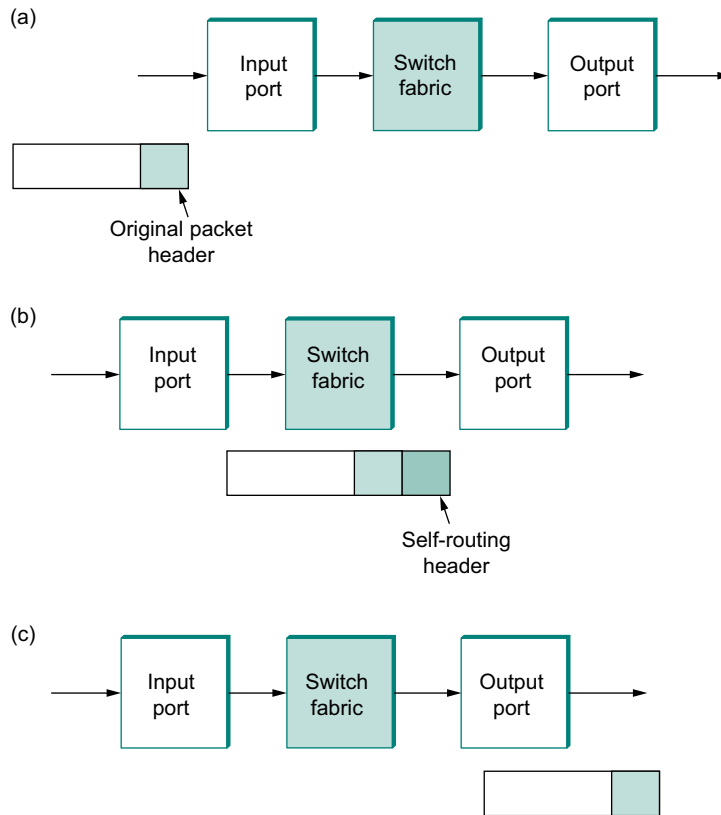 (a)
Input
port
Switch
fabric
Output
port
Original packet
header
(b)
Input
port
Switch
fabric
Output
port
Self-routing
header
(c)
Input
port
Switch
fabric
Output
port